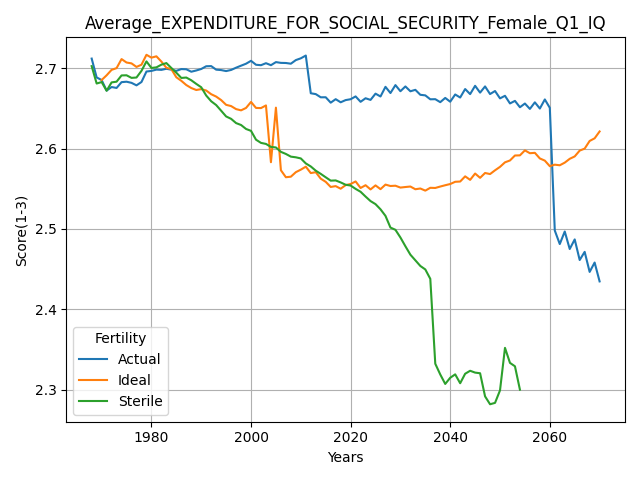 Average_EXPENDITURE_FOR_SOCIAL_SECURITY_Female_Q1_IQ
Score(1-3)
2.7
2.6
2.5
2.4
2.3
Fertility
Actual
Ideal
Sterile
1980
2000
2020
2040
2060
Years